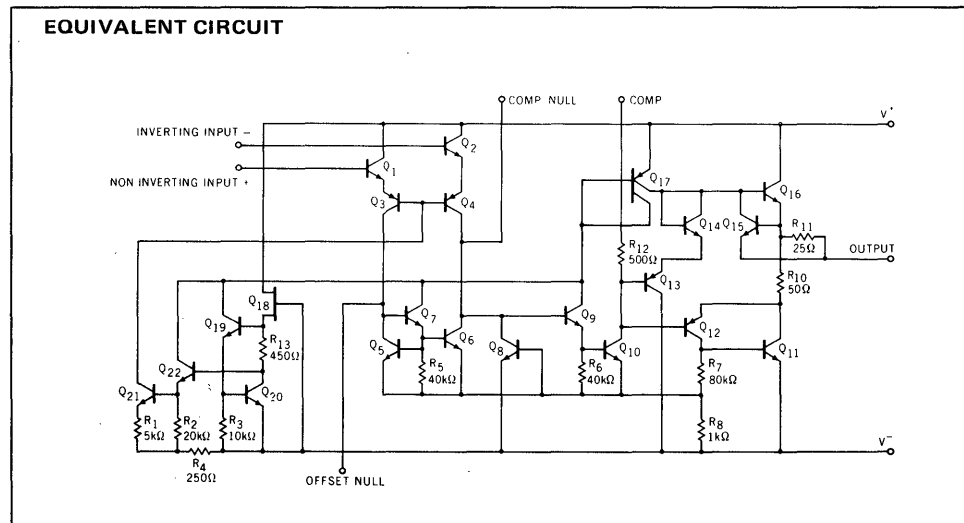 EQUIVALENT CIRCUIT
COMP NULL
COMP
V+
INVERTING INPUT −
NON INVERTING INPUT +
Q1
Q2
Q3
Q4
Q17
Q16
Q14
Q15
R11
25Ω
OUTPUT
R12
500Ω
R10
50Ω
Q13
Q18
Q19
R13
450Ω
Q7
Q9
Q12
Q22
Q5
Q6
Q8
Q10
Q11
R5
40kΩ
R6
40kΩ
R7
80kΩ
Q21
Q20
R1
5kΩ
R2
20kΩ
R3
10kΩ
R8
1kΩ
R4
250Ω
V−
OFFSET NULL